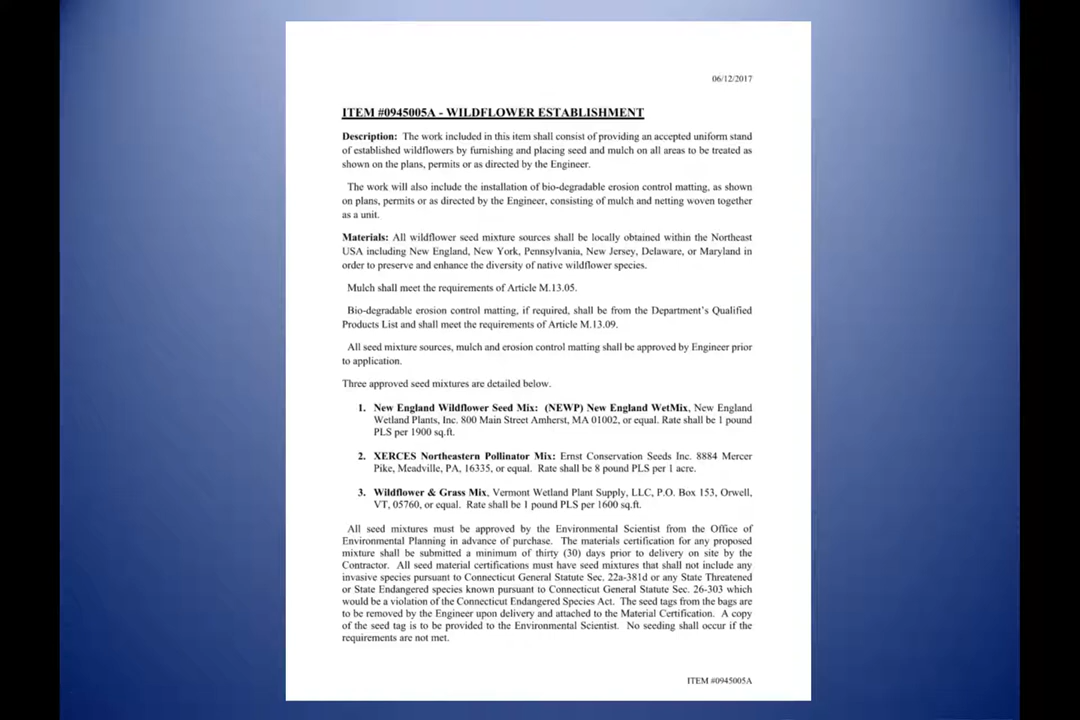 06/12/2017
ITEM #0945005A - WILDFLOWER ESTABLISHMENT
Description: The work included in this item shall consist of providing an accepted uniform stand
of established wildflowers by furnishing and placing seed and mulch on all areas to be treated as
shown on the plans, permits or as directed by the Engineer.
The work will also include the installation of bio-degradable erosion control matting, as shown
on plans, permits or as directed by the Engineer, consisting of mulch and netting woven together
as a unit.
Materials: All wildflower seed mixture sources shall be locally obtained within the Northeast
USA including New England, New York, Pennsylvania, New Jersey, Delaware, or Maryland in
order to preserve and enhance the diversity of native wildflower species.
Mulch shall meet the requirements of Article M.13.05.
Bio-degradable erosion control matting, if required, shall be from the Department's Qualified
Products List and shall meet the requirements of Article M.13.09.
All seed mixture sources, mulch and erosion control matting shall be approved by Engineer prior
to application.
Three approved seed mixtures are detailed below.
1. New England Wildflower Seed Mix: (NEWP) New England WetMix, New England
Wetland Plants, Inc. 800 Main Street Amherst, MA 01002, or equal. Rate shall be 1 pound
PLS per 1900 sq.ft.
2. XERCES Northeastern Pollinator Mix: Ernst Conservation Seeds Inc. 8884 Mercer
Pike, Meadville, PA, 16335, or equal. Rate shall be 8 pound PLS per 1 acre.
3. Wildflower & Grass Mix, Vermont Wetland Plant Supply, LLC, P.O. Box 153, Orwell,
VT, 05760, or equal. Rate shall be 1 pound PLS per 1600 sq.ft.
All seed mixtures must be approved by the Environmental Scientist from the Office of
Environmental Planning in advance of purchase. The materials certification for any proposed
mixture shall be submitted a minimum of thirty (30) days prior to delivery on site by the
Contractor. All seed material certifications must have seed mixtures that shall not include any
invasive species pursuant to Connecticut General Statute Sec. 22a-381d or any State Threatened
or State Endangered species known pursuant to Connecticut General Statute Sec. 26-303 which
would be a violation of the Connecticut Endangered Species Act. The seed tags from the bags are
to be removed by the Engineer upon delivery and attached to the Material Certification. A copy
of the seed tag is to be provided to the Environmental Scientist. No seeding shall occur if the
requirements are not met.
ITEM #0945005A